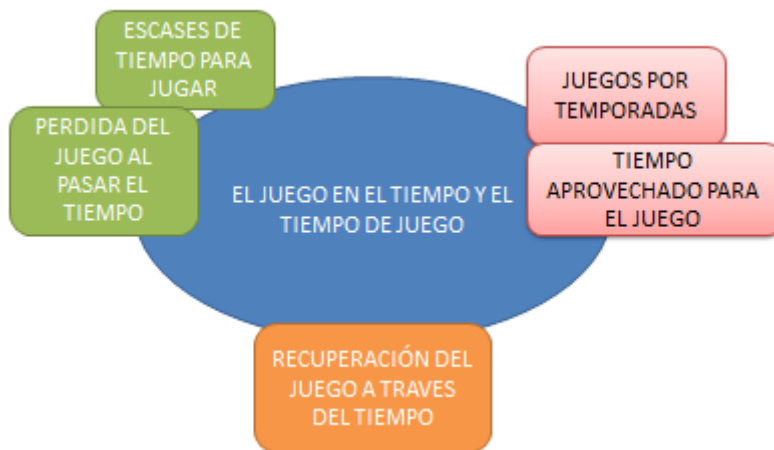 ESCASES DE
TIEMPO PARA
JUGAR
PERDIDA DEL
JUEGO AL
PASAR EL
TIEMPO
EL JUEGO EN EL TIEMPO Y EL
TIEMPO DE JUEGO
JUEGOS POR
TEMPORADAS
TIEMPO
APROVECHADO PARA
EL JUEGO
RECUPERACIÓN DEL
JUEGO A TRAVES
DEL TIEMPO